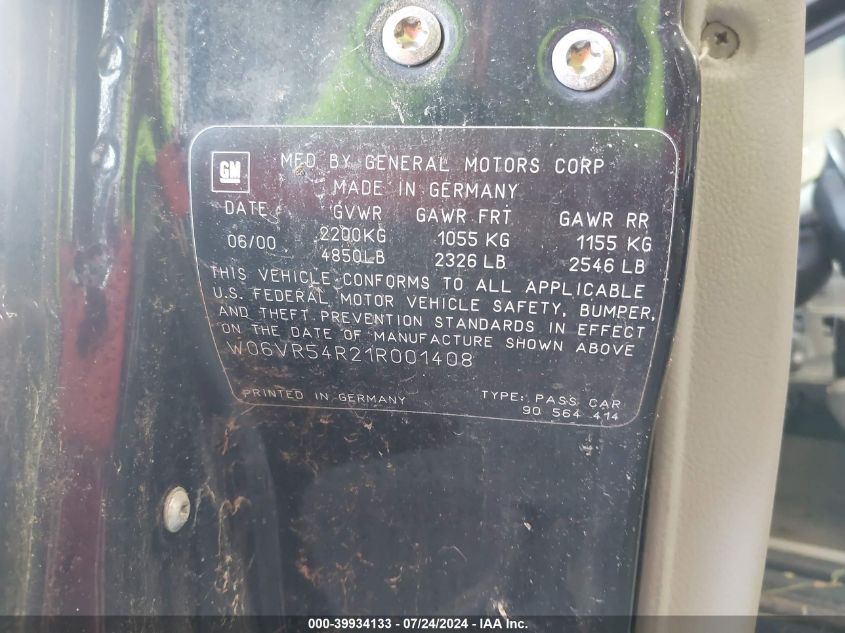 GM MFD BY GENERAL MOTORS CORP
MADE IN GERMANY
DATE GVWR GAWR FRT GAWR RR
06/00 2200KG 1055 KG 1155 KG
4850LB 2326 LB 2546 LB
THIS VEHICLE CONFORMS TO ALL APPLICABLE
U.S. FEDERAL MOTOR VEHICLE SAFETY, BUMPER,
AND THEFT PREVENTION STANDARDS IN EFFECT
ON THE DATE OF MANUFACTURE SHOWN ABOVE
W06VR54R21R001408
PRINTED IN GERMANY TYPE: PASS CAR
90 564 414
000-39934133 - 07/24/2024 - IAA Inc.